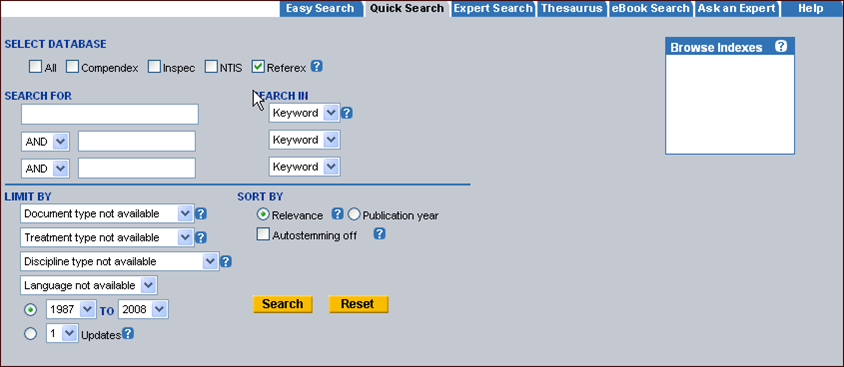 Easy Search Quick Search Expert Search Thesaurus eBook Search Ask an Expert Help
SELECT DATABASE
All Compendex Inspec NTIS Referex ?
Browse Indexes ?
SEARCH FOR
SEARCH IN
Keyword ?
AND
Keyword
AND
Keyword
LIMIT BY
SORT BY
Document type not available ?
Relevance ? Publication year
Treatment type not available ?
Autostemming off ?
Discipline type not available ?
Language not available
1987 TO 2008
Search Reset
1 Updates ?